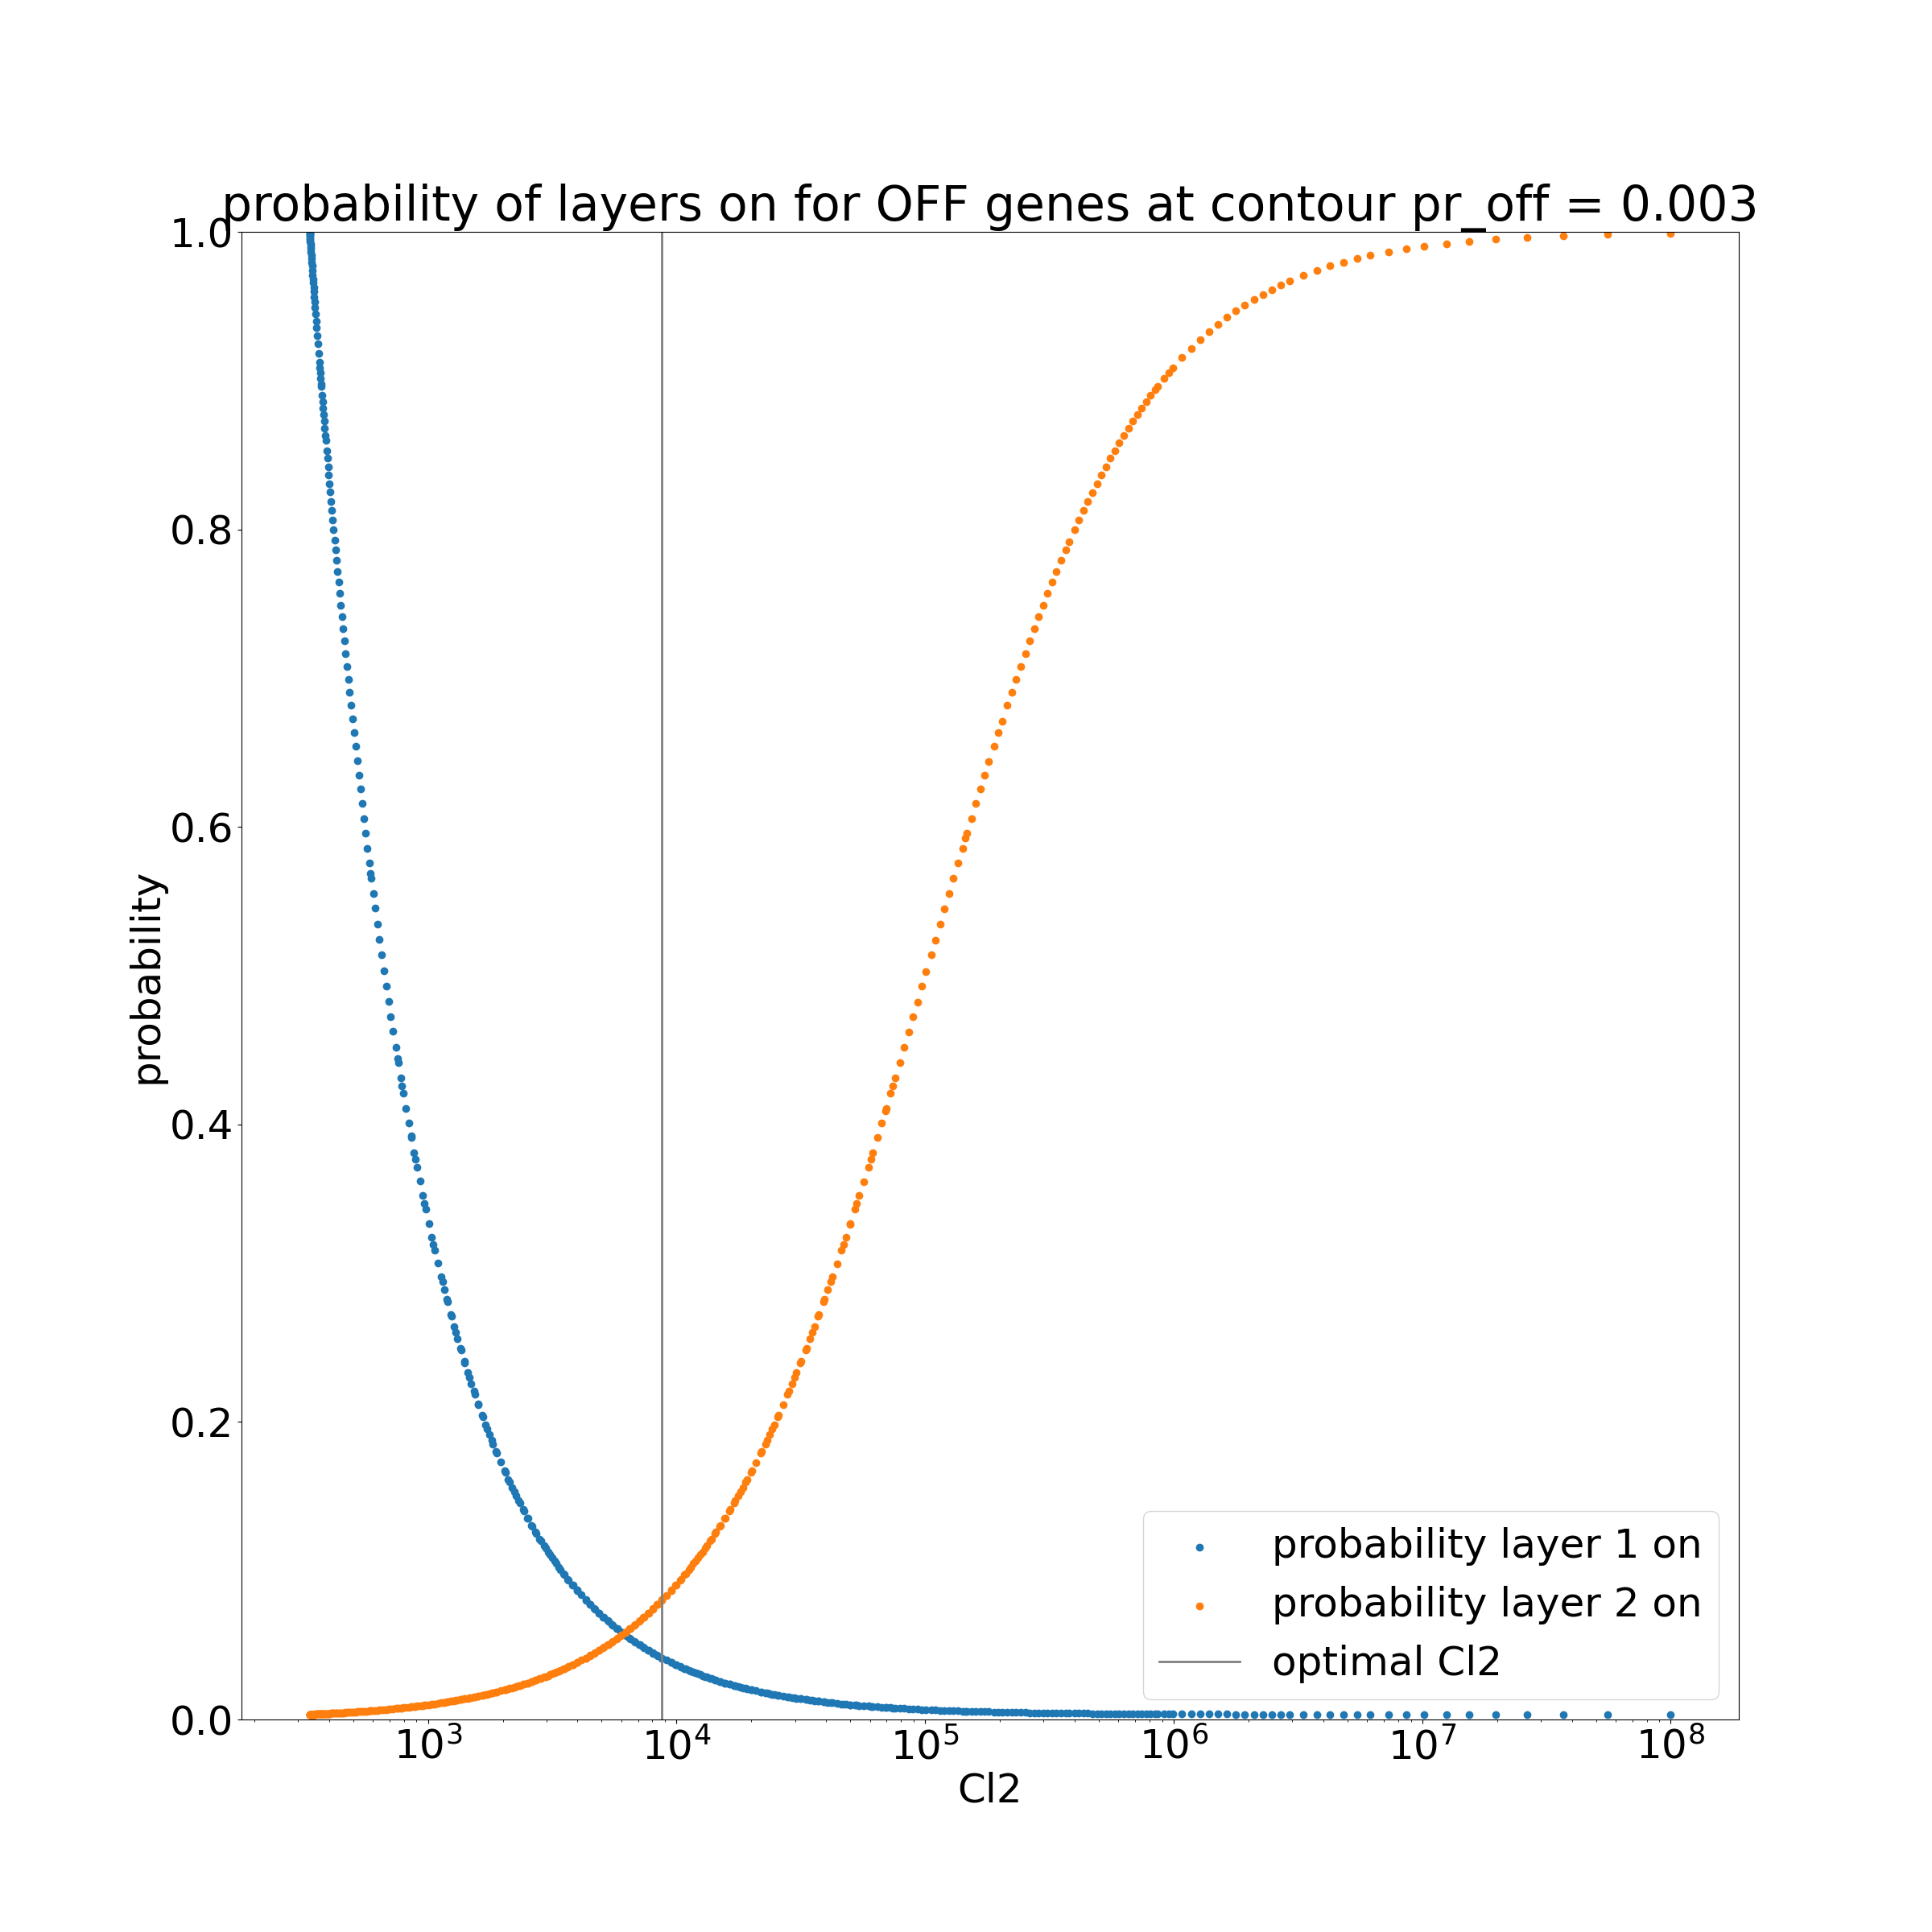 probability of layers on for OFF genes at contour pr_off = 0.003
1.0
0.8
0.6
0.4
0.2
0.0
probability
probability layer 1 on
probability layer 2 on
optimal Cl2
10³ 10⁴ 10⁵ 10⁶ 10⁷ 10⁸
Cl2